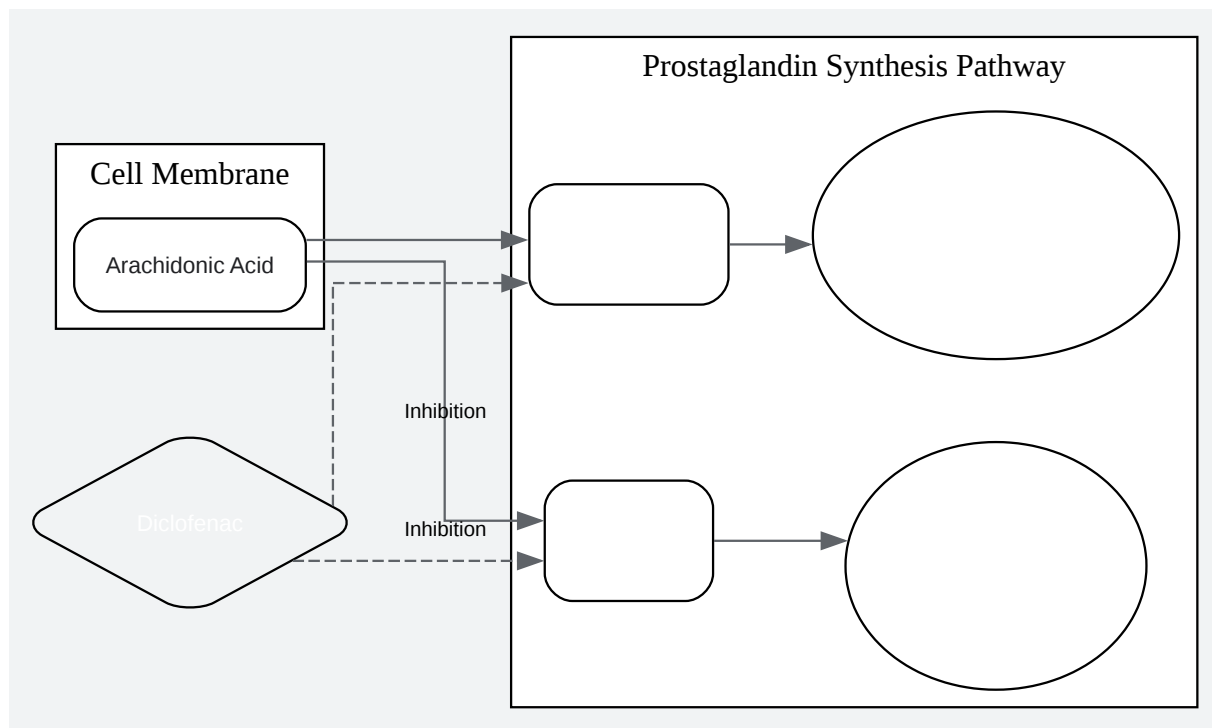 Prostaglandin Synthesis Pathway
Cell Membrane
Arachidonic Acid
Inhibition
Diclofenac
Inhibition